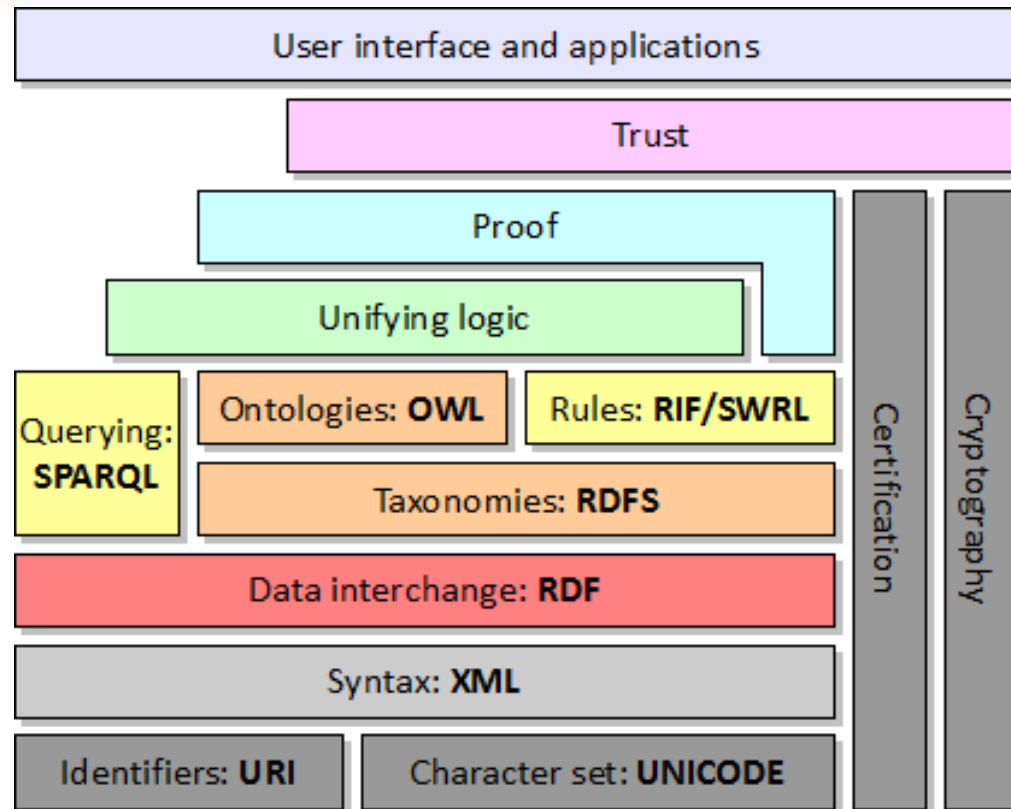 User interface and applications
Trust
Proof
Unifying logic
Querying:
SPARQL
Ontologies: OWL
Rules: RIF/SWRL
Taxonomies: RDFS
Data interchange: RDF
Syntax: XML
Identifiers: URI
Character set: UNICODE
Certification
Cryptography